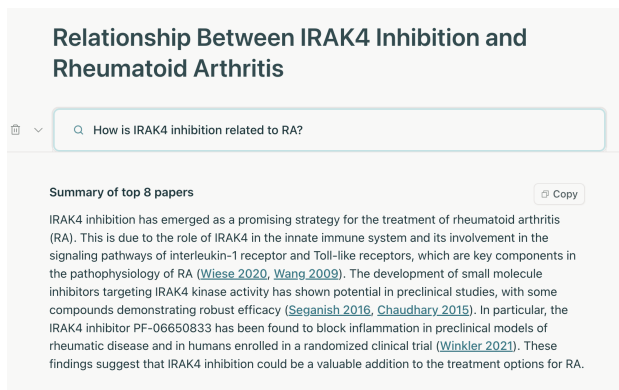 Relationship Between IRAK4 Inhibition and
Rheumatoid Arthritis
How is IRAK4 inhibition related to RA?
Summary of top 8 papers
Copy
IRAK4 inhibition has emerged as a promising strategy for the treatment of rheumatoid arthritis
(RA). This is due to the role of IRAK4 in the innate immune system and its involvement in the
signaling pathways of interleukin-1 receptor and Toll-like receptors, which are key components in
the pathophysiology of RA (Wiese 2020, Wang 2009). The development of small molecule
inhibitors targeting IRAK4 kinase activity has shown potential in preclinical studies, with some
compounds demonstrating robust efficacy (Seganish 2016, Chaudhary 2015). In particular, the
IRAK4 inhibitor PF-06650833 has been found to block inflammation in preclinical models of
rheumatic disease and in humans enrolled in a randomized clinical trial (Winkler 2021). These
findings suggest that IRAK4 inhibition could be a valuable addition to the treatment options for RA.